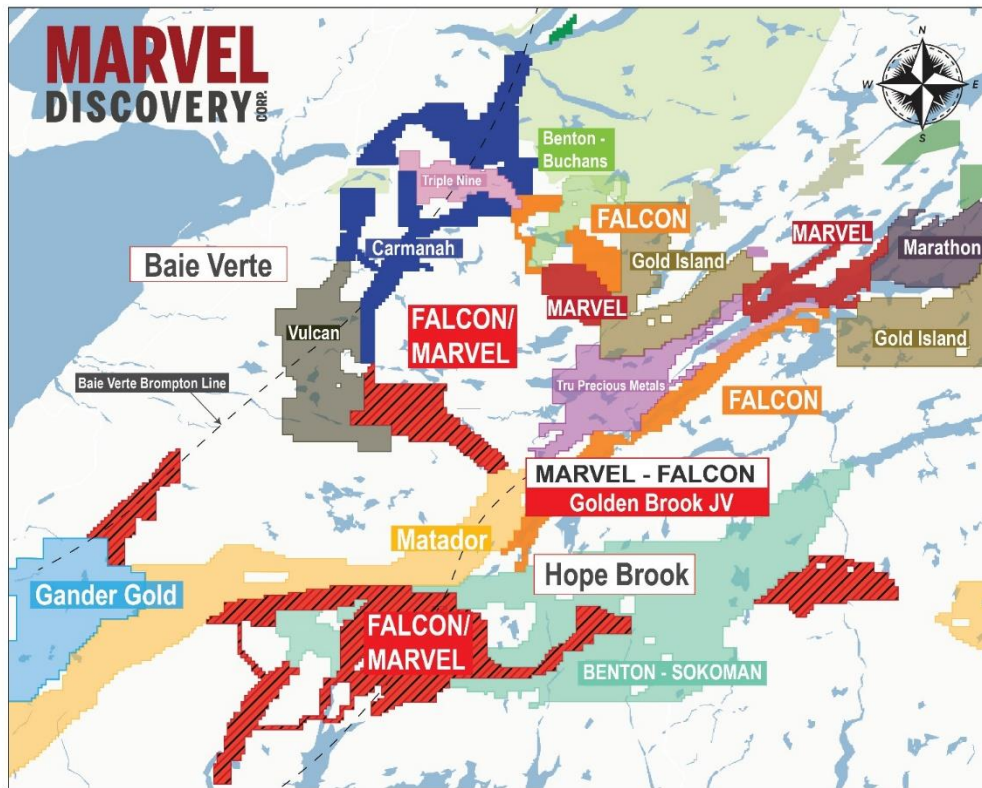 MARVEL
DISCOVERY CORP.
N
W
E
S
Benton -
Buchans
Triple Nine
FALCON
MARVEL
Marathon
Carmanah
Gold Island
Baie Verte
MARVEL
FALCON/
MARVEL
Vulcan
Gold Island
Baie Verte Brompton Line
Tru Precious Metals
FALCON
MARVEL - FALCON
Golden Brook JV
Matador
Hope Brook
Gander Gold
FALCON/
MARVEL
BENTON - SOKOMAN